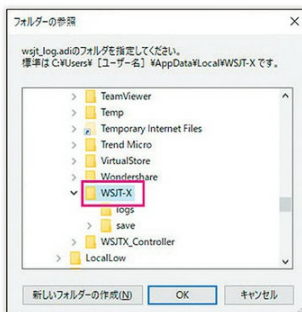 フォルダーの参照
wsjt_log.adiのフォルダを指定してください。
標準は C:¥Users¥［ユーザー名］¥AppData¥Local¥WSJT-X です。
TeamViewer
Temp
Temporary Internet Files
Trend Micro
VirtualStore
Wondershare
WSJT-X
logs
save
WSJTX_Controller
LocalLow
新しいフォルダーの作成(N) OK キャンセル